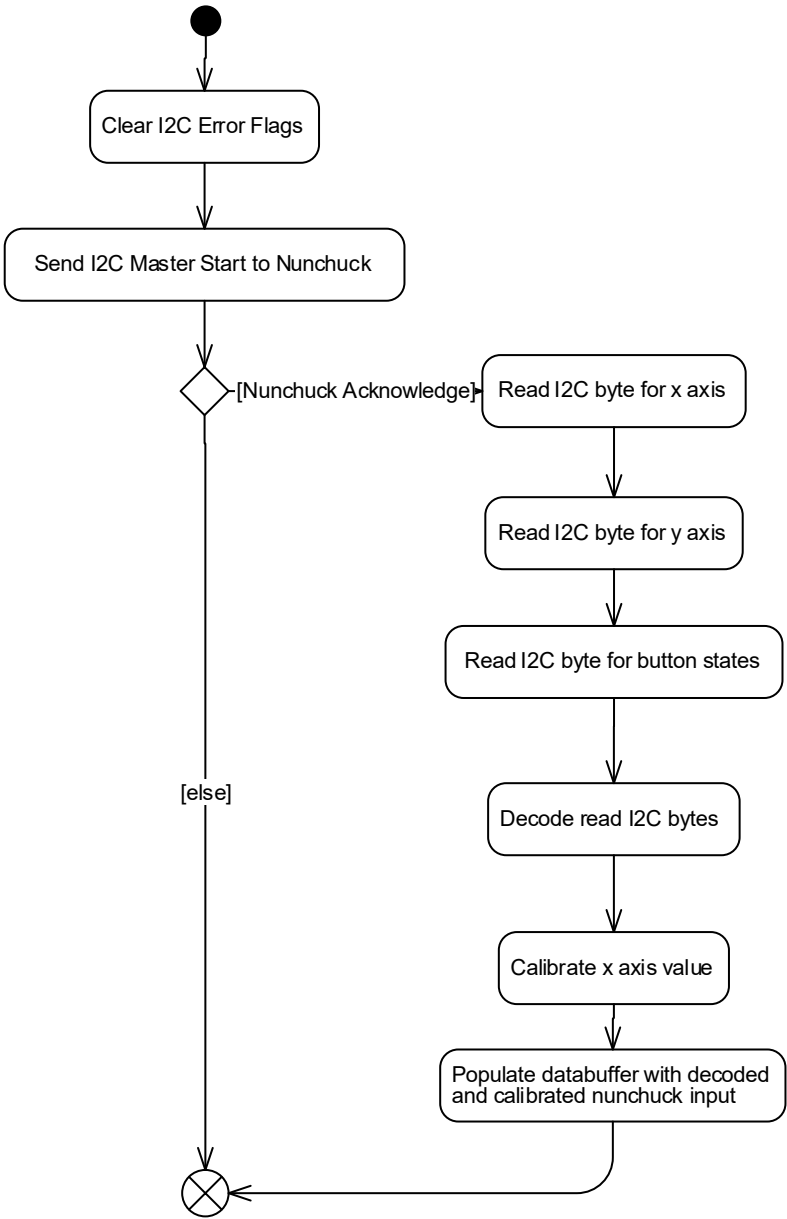 Clear I2C Error Flags
Send I2C Master Start to Nunchuck
[Nunchuck Acknowledge]
Read I2C byte for x axis
Read I2C byte for y axis
Read I2C byte for button states
[else]
Decode read I2C bytes
Calibrate x axis value
Populate databuffer with decoded
and calibrated nunchuck input